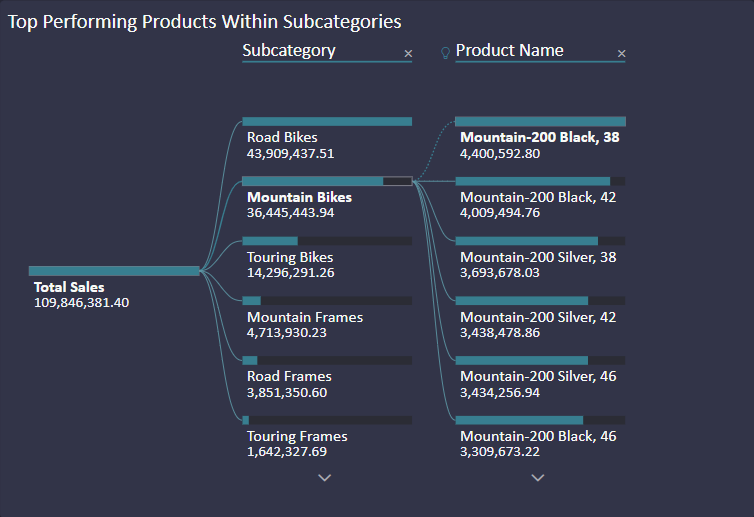 Top Performing Products Within Subcategories
Subcategory
Product Name
Total Sales
109,846,381.40
Road Bikes
43,909,437.51
Mountain Bikes
36,445,443.94
Touring Bikes
14,296,291.26
Mountain Frames
4,713,930.23
Road Frames
3,851,350.60
Touring Frames
1,642,327.69
Mountain-200 Black, 38
4,400,592.80
Mountain-200 Black, 42
4,009,494.76
Mountain-200 Silver, 38
3,693,678.03
Mountain-200 Silver, 42
3,438,478.86
Mountain-200 Silver, 46
3,434,256.94
Mountain-200 Black, 46
3,309,673.22